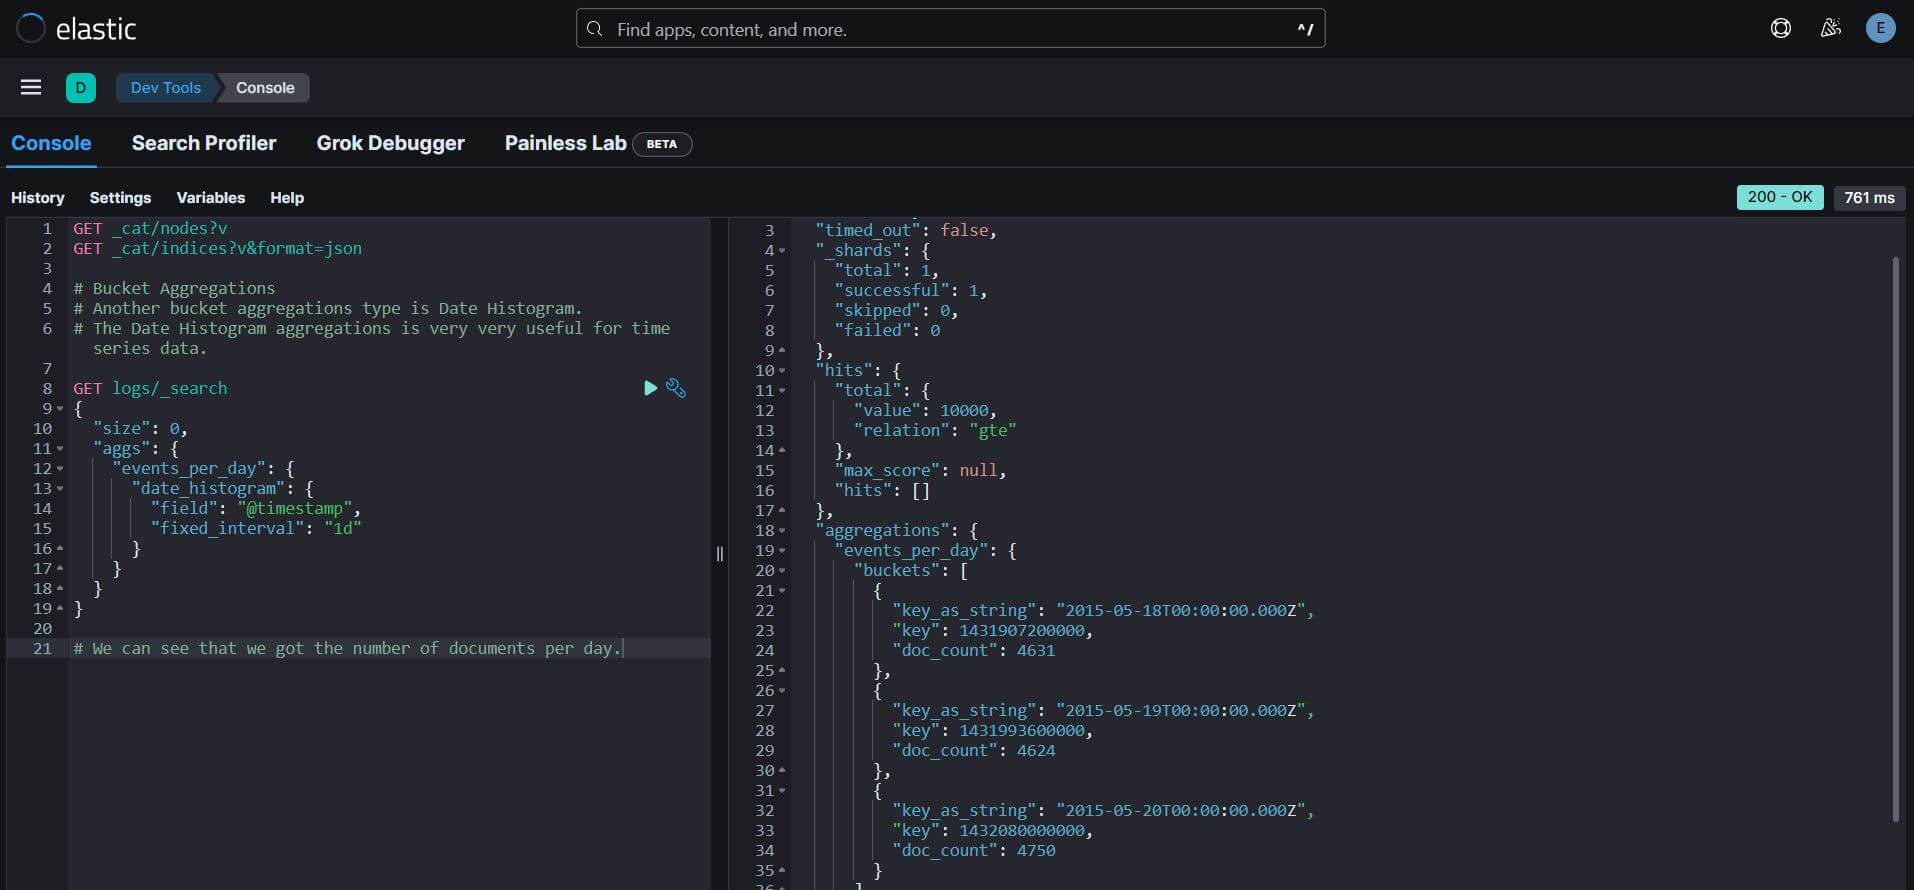 elastic
Find apps, content, and more.
^/
E
D
Dev Tools
Console
Console
Search Profiler
Grok Debugger
Painless Lab
BETA
History
Settings
Variables
Help
200 - OK
761 ms
1 GET _cat/nodes?v
2 GET _cat/indices?v&format=json
3
4 # Bucket Aggregations
5 # Another bucket aggregations type is Date Histogram.
6 # The Date Histogram aggregations is very very useful for time
series data.
7
8 GET logs/_search
9 {
10 "size": 0,
11 "aggs": {
12 "events_per_day": {
13 "date_histogram": {
14 "field": "@timestamp",
15 "fixed_interval": "1d"
16 }
17 }
18 }
19 }
20
21 # We can see that we got the number of documents per day.
3 "timed_out": false,
4 "_shards": {
5 "total": 1,
6 "successful": 1,
7 "skipped": 0,
8 "failed": 0
9 },
10 "hits": {
11 "total": {
12 "value": 10000,
13 "relation": "gte"
14 },
15 "max_score": null,
16 "hits": []
17 },
18 "aggregations": {
19 "events_per_day": {
20 "buckets": [
21 {
22 "key_as_string": "2015-05-18T00:00:00.000Z",
23 "key": 1431907200000,
24 "doc_count": 4631
25 },
26 {
27 "key_as_string": "2015-05-19T00:00:00.000Z",
28 "key": 1431993600000,
29 "doc_count": 4624
30 },
31 {
32 "key_as_string": "2015-05-20T00:00:00.000Z",
33 "key": 1432080000000,
34 "doc_count": 4750
35 }
36 ]